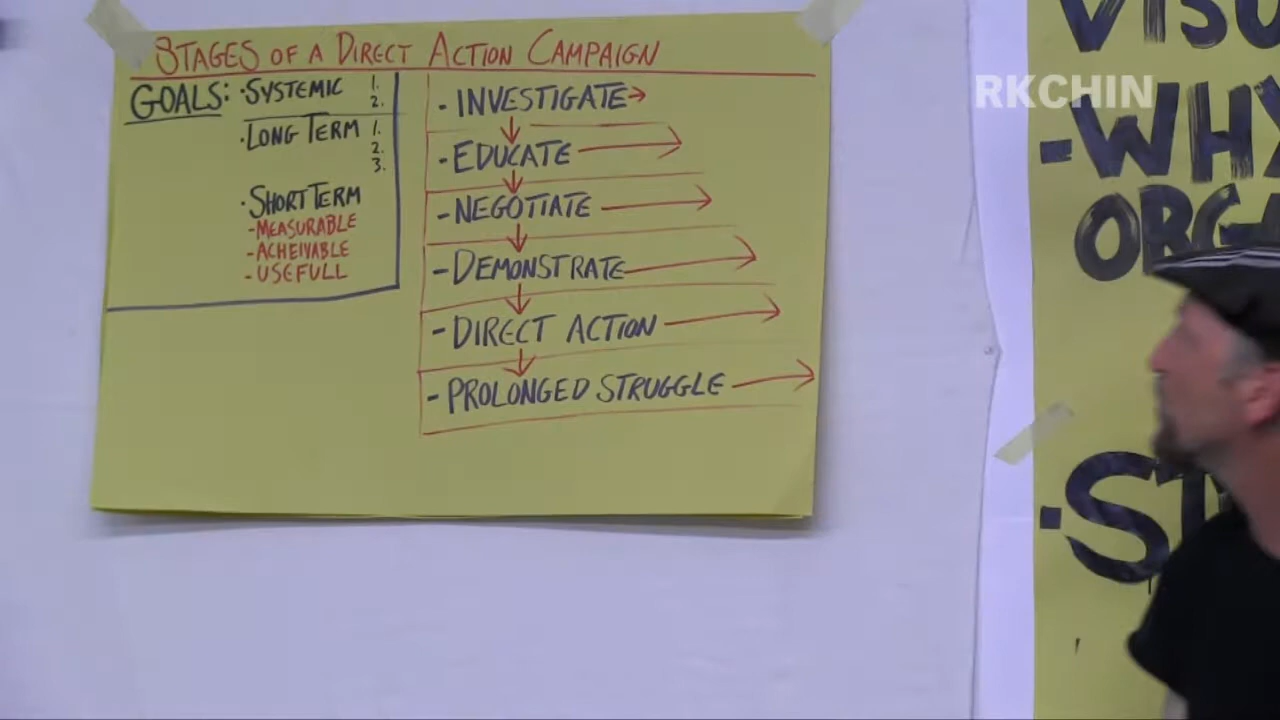 STAGES OF A DIRECT ACTION CAMPAIGN
GOALS: · SYSTEMIC 1.
2.
· LONG TERM 1.
2.
3.
· SHORT TERM
- MEASURABLE
- ACHEIVABLE
- USEFULL
- INVESTIGATE
- EDUCATE
- NEGOTIATE
- DEMONSTRATE
- DIRECT ACTION
- PROLONGED STRUGGLE
RKCHIN
- WHY